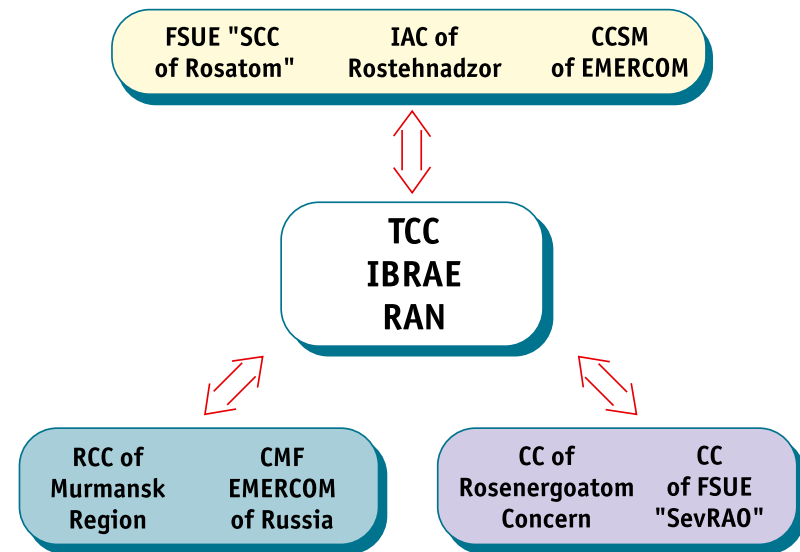 FSUE "SCC
of Rosatom"
IAC of
Rostehnadzor
CCSM
of EMERCOM
TCC
IBRAE
RAN
RCC of
Murmansk
Region
CMF
EMERCOM
of Russia
CC of
Rosenergoatom
Concern
CC
of FSUE
"SevRAO"